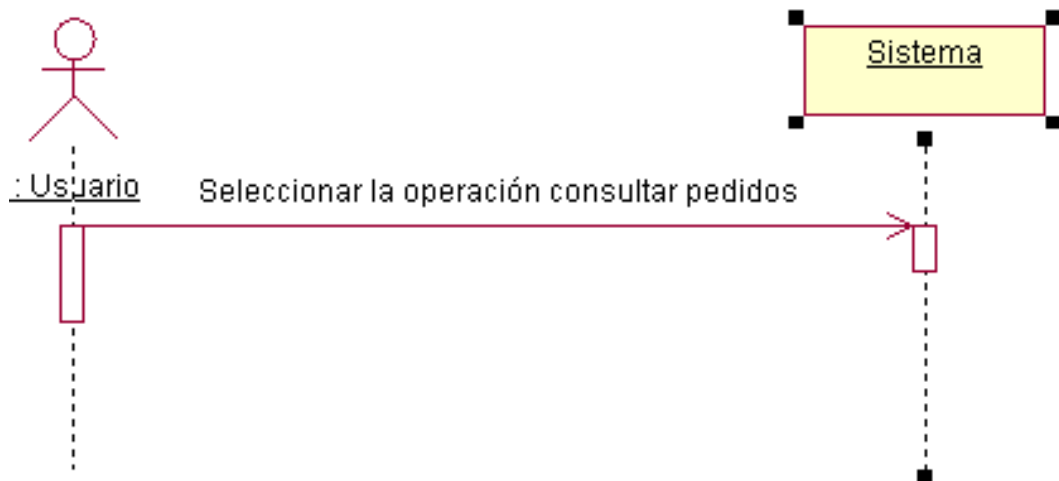 Sistema
: Usuario
Seleccionar la operación consultar pedidos